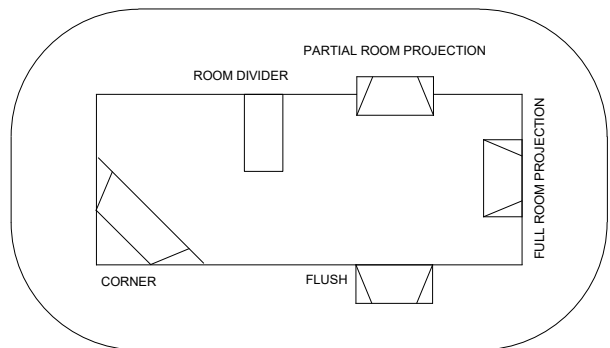 PARTIAL ROOM PROJECTION
ROOM DIVIDER
FULL ROOM PROJECTION
CORNER
FLUSH